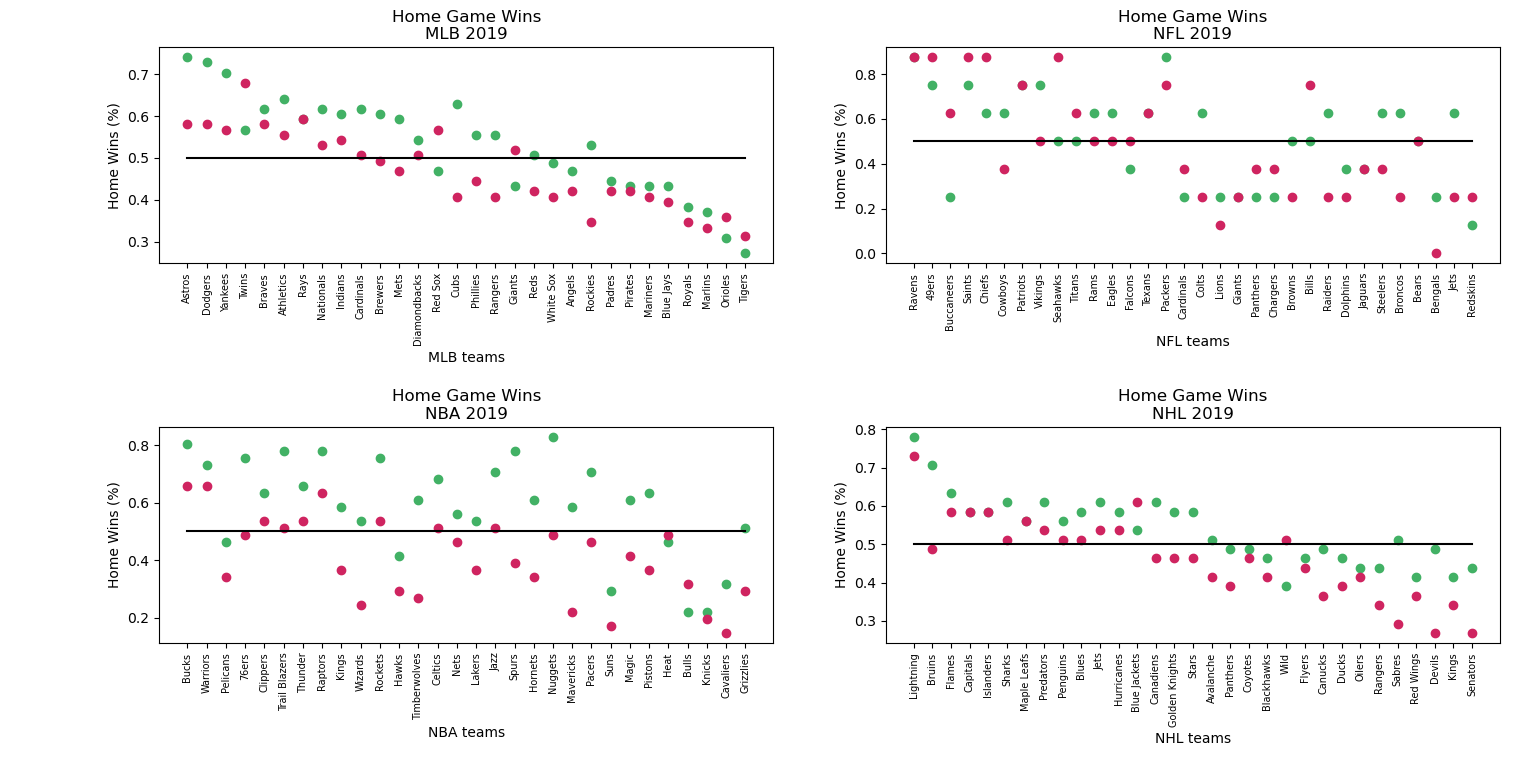 Home Game Wins
MLB 2019
Home Wins (%)
0.7
0.6
0.5
0.4
0.3
Astros
Dodgers
Yankees
Twins
Braves
Athletics
Rays
Nationals
Indians
Cardinals
Brewers
Mets
Diamondbacks
Red Sox
Cubs
Phillies
Rangers
Giants
Reds
White Sox
Angels
Rockies
Padres
Pirates
Mariners
Blue Jays
Royals
Marlins
Orioles
Tigers
MLB teams
Home Game Wins
NFL 2019
Home Wins (%)
0.8
0.6
0.4
0.2
0.0
Ravens
49ers
Buccaneers
Saints
Chiefs
Cowboys
Patriots
Vikings
Seahawks
Titans
Rams
Eagles
Falcons
Texans
Packers
Cardinals
Colts
Lions
Giants
Panthers
Chargers
Browns
Bills
Raiders
Dolphins
Jaguars
Steelers
Broncos
Bears
Bengals
Jets
Redskins
NFL teams
Home Game Wins
NBA 2019
Home Wins (%)
0.8
0.6
0.4
0.2
Bucks
Warriors
Pelicans
76ers
Clippers
Trail Blazers
Thunder
Raptors
Kings
Wizards
Rockets
Hawks
Timberwolves
Celtics
Nets
Lakers
Jazz
Spurs
Hornets
Nuggets
Mavericks
Pacers
Suns
Magic
Pistons
Heat
Bulls
Knicks
Cavaliers
Grizzlies
NBA teams
Home Game Wins
NHL 2019
Home Wins (%)
0.8
0.7
0.6
0.5
0.4
0.3
Lightning
Bruins
Flames
Capitals
Islanders
Sharks
Maple Leafs
Predators
Penguins
Blues
Jets
Hurricanes
Blue Jackets
Canadiens
Golden Knights
Stars
Avalanche
Panthers
Coyotes
Blackhawks
Wild
Flyers
Canucks
Ducks
Oilers
Rangers
Sabres
Red Wings
Devils
Kings
Senators
NHL teams